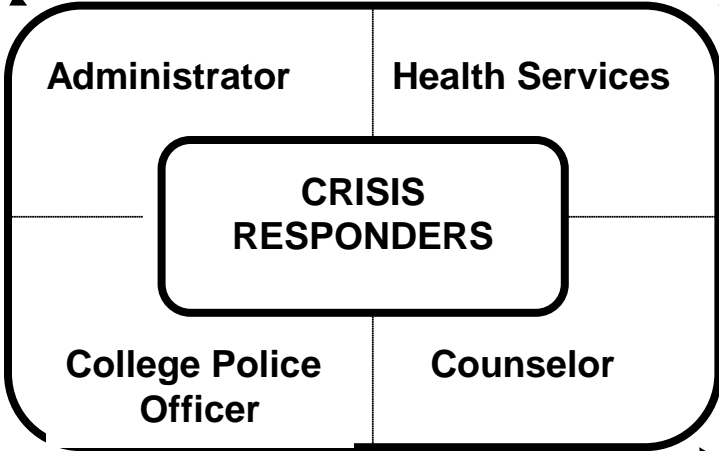 Administrator
Health Services
CRISIS
RESPONDERS
College Police
Officer
Counselor